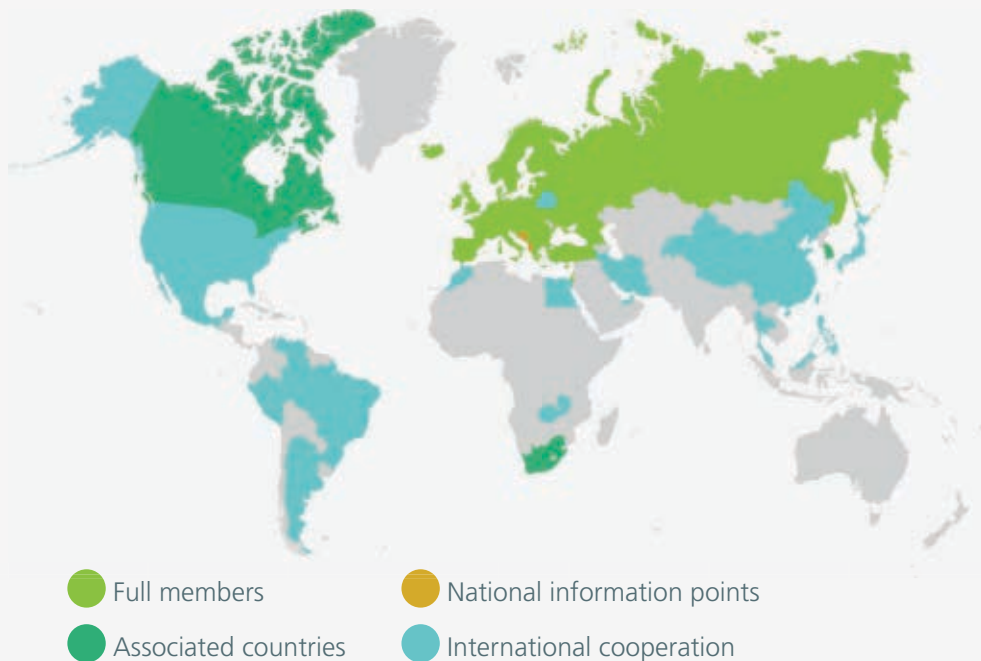 Full members
National information points
Associated countries
International cooperation